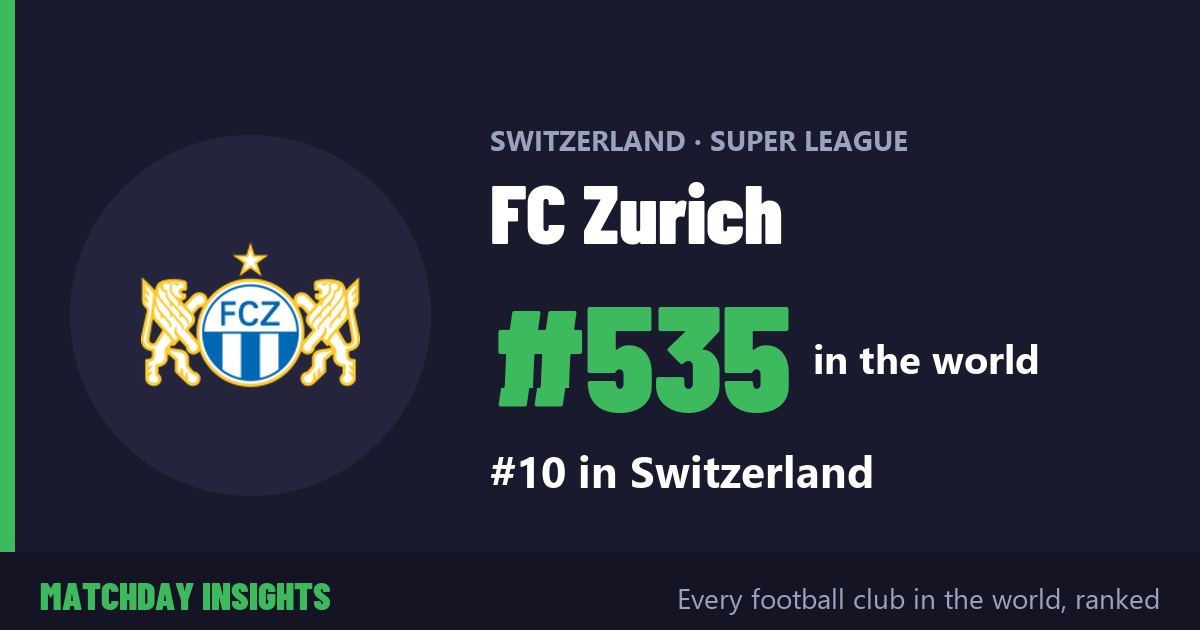 SWITZERLAND · SUPER LEAGUE
FC Zurich
FCZ
#535 in the world
#10 in Switzerland
MATCHDAY INSIGHTS
Every football club in the world, ranked